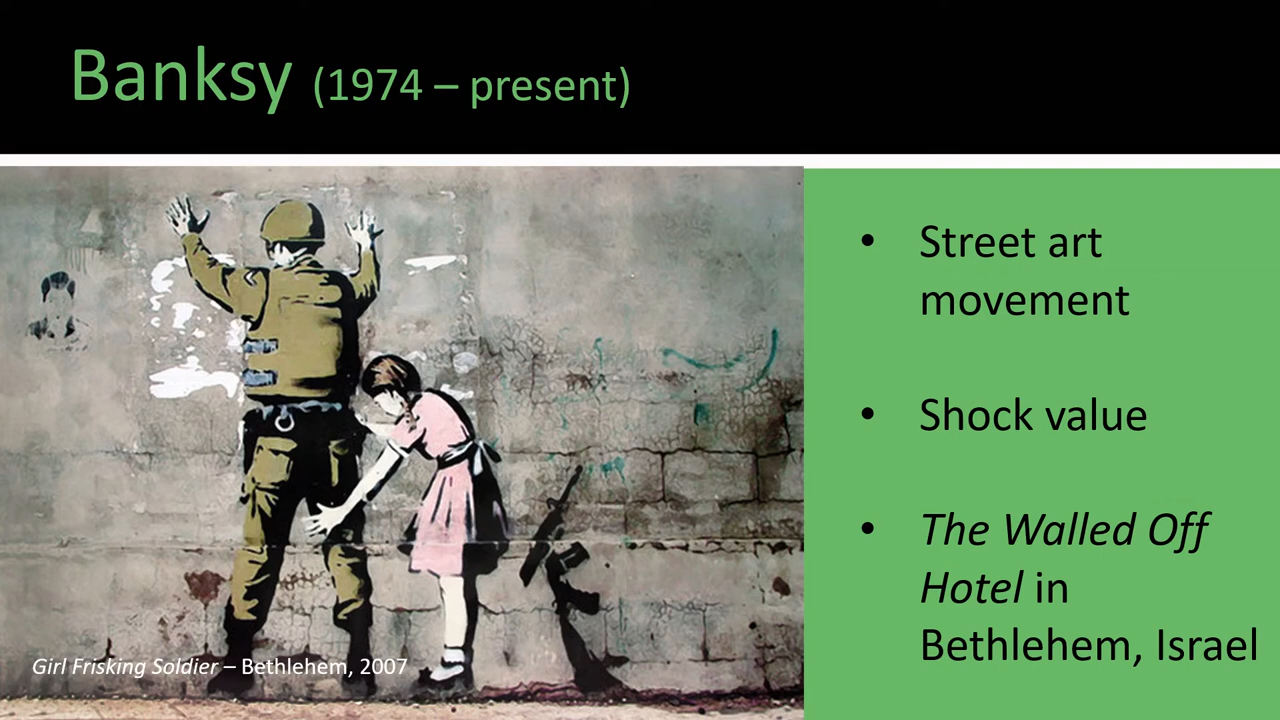 Banksy (1974 – present)
• Street art
movement
• Shock value
• The Walled Off
Hotel in
Bethlehem, Israel
Girl Frisking Soldier – Bethlehem, 2007